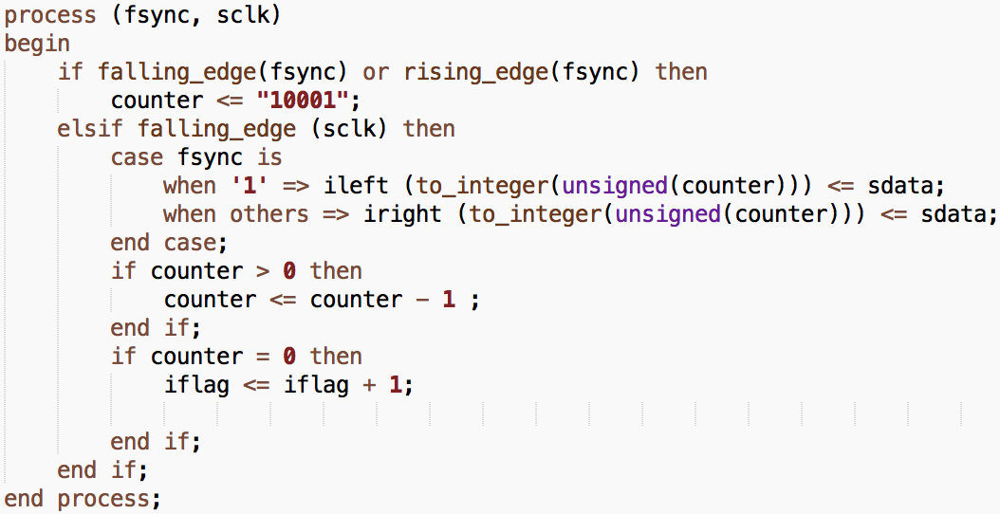 process (fsync, sclk)
begin
    if falling_edge(fsync) or rising_edge(fsync) then
        counter <= "10001";
    elsif falling_edge (sclk) then
        case fsync is
            when '1' => ileft (to_integer(unsigned(counter))) <= sdata;
            when others => iright (to_integer(unsigned(counter))) <= sdata;
        end case;
        if counter > 0 then
            counter <= counter - 1 ;
        end if;
        if counter = 0 then
            iflag <= iflag + 1;
        end if;
    end if;
end process;